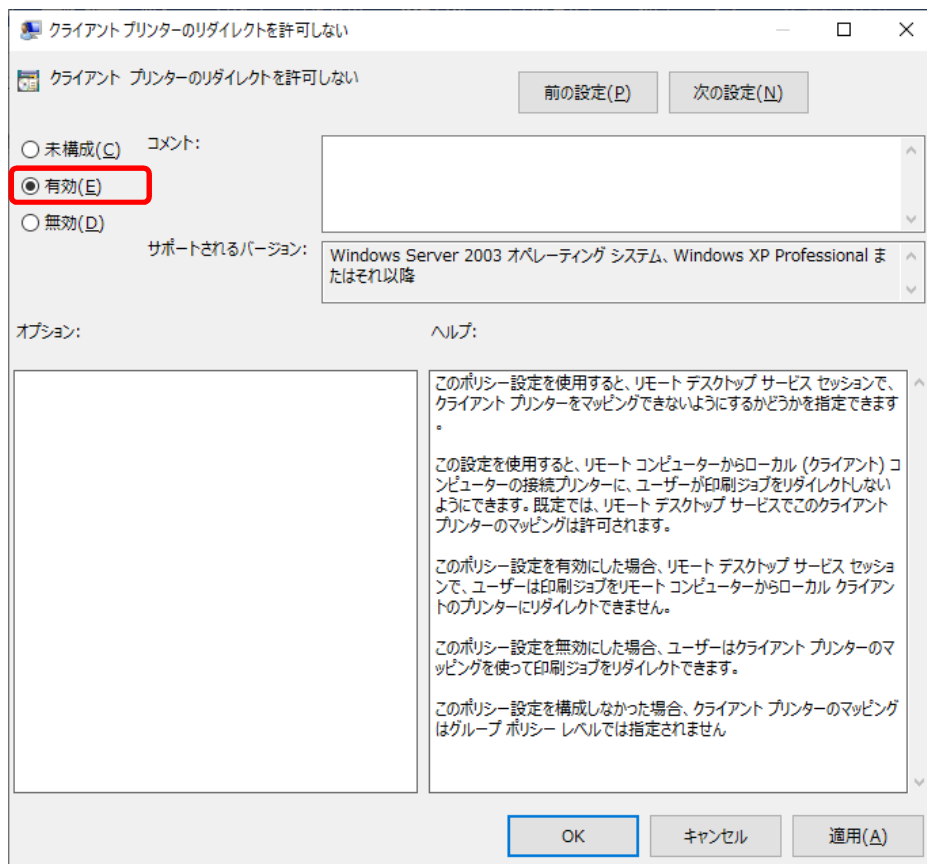 クライアント プリンターのリダイレクトを許可しない
クライアント プリンターのリダイレクトを許可しない
前の設定(P)
次の設定(N)
未構成(C)
コメント:
有効(E)
無効(D)
サポートされるバージョン:
Windows Server 2003 オペレーティング システム、Windows XP Professional ま
たはそれ以降
オプション:
ヘルプ:
このポリシー設定を使用すると、リモート デスクトップ サービス セッションで、
クライアント プリンターをマッピングできないようにするかどうかを指定できます
。
この設定を使用すると、リモート コンピューターからローカル (クライアント) コ
ンピューターの接続プリンターに、ユーザーが印刷ジョブをリダイレクトしない
ようにできます。既定では、リモート デスクトップ サービスでこのクライアント
プリンターのマッピングは許可されます。
このポリシー設定を有効にした場合、リモート デスクトップ サービス セッショ
ンで、ユーザーは印刷ジョブをリモート コンピューターからローカル クライアン
トのプリンターにリダイレクトできません。
このポリシー設定を無効にした場合、ユーザーはクライアント プリンターのマ
ッピングを使って印刷ジョブをリダイレクトできます。
このポリシー設定を構成しなかった場合、クライアント プリンターのマッピング
はグループ ポリシー レベルでは指定されません
OK
キャンセル
適用(A)